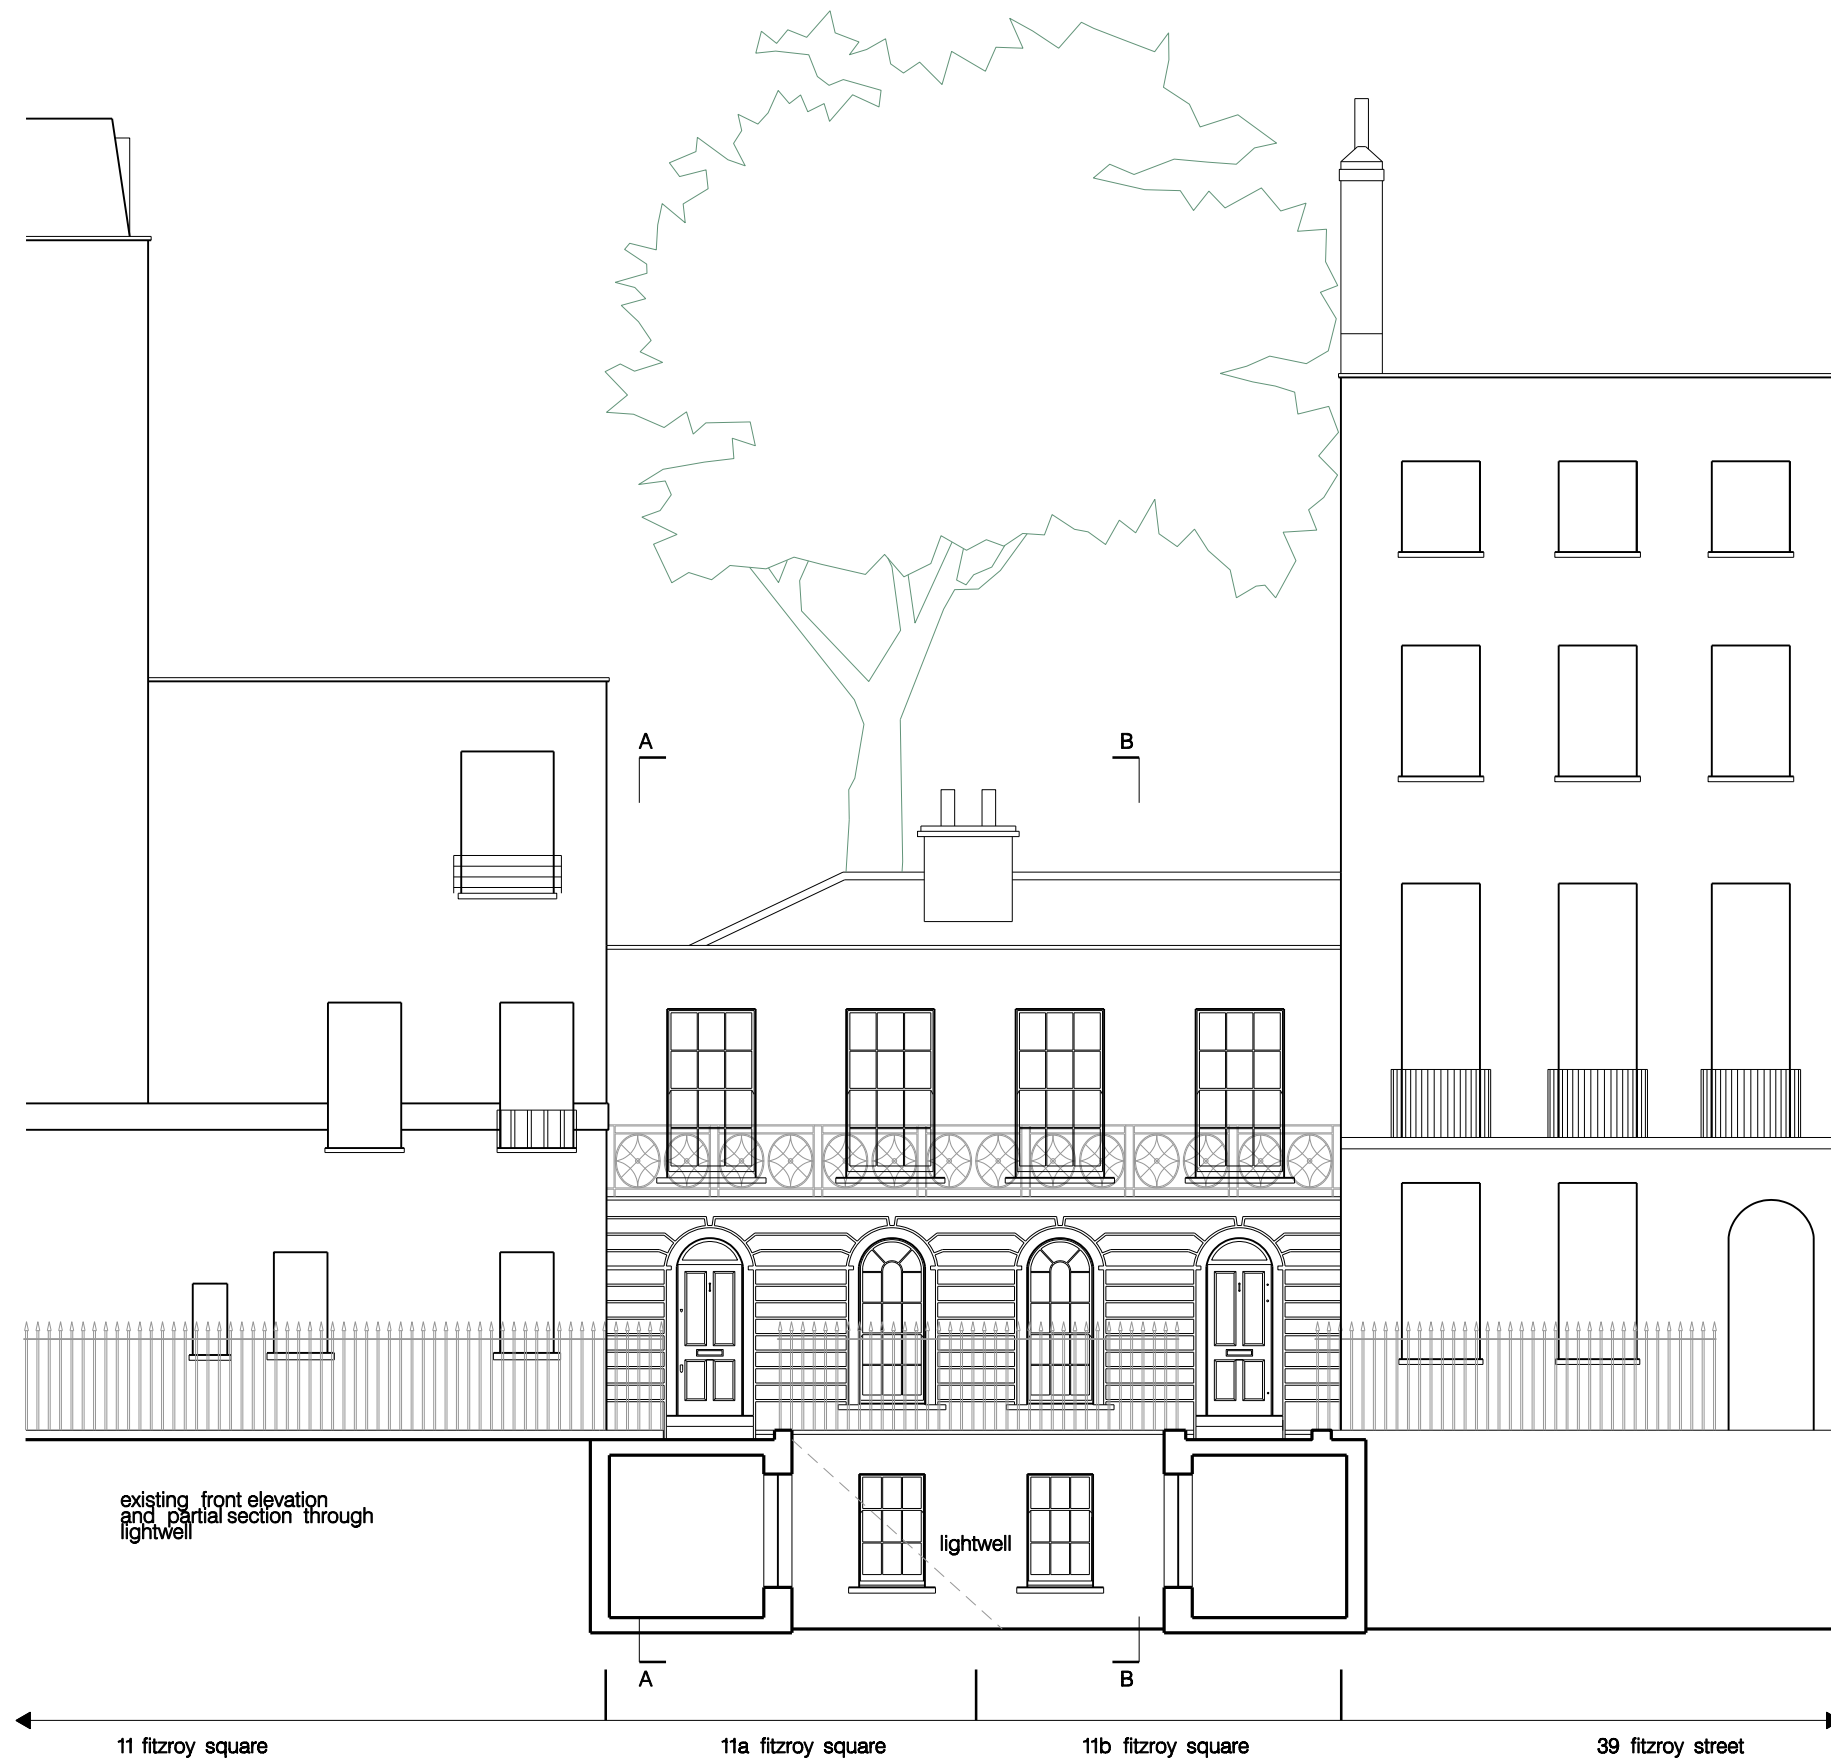 A
B
existing front elevation
and partial section through
lightwell
lightwell
A
B
11 fitzroy square
11a fitzroy square
11b fitzroy square
39 fitzroy street